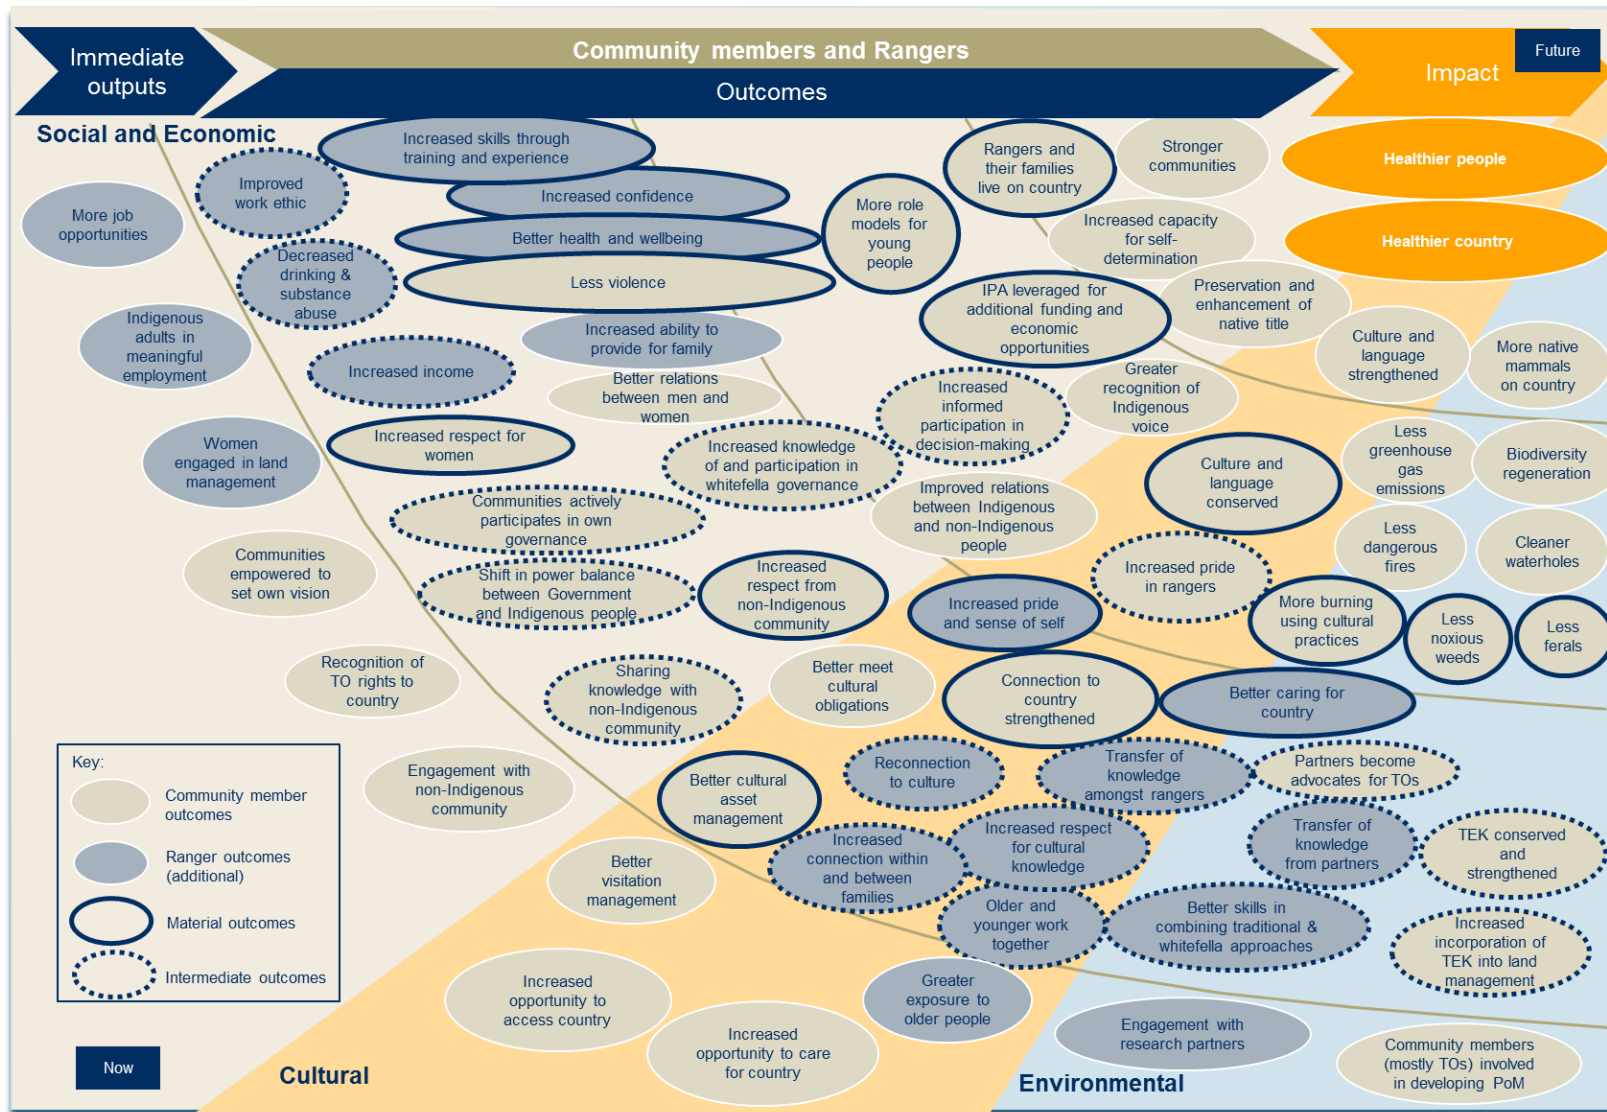 Immediate
outputs
Community members and Rangers
Outcomes
Impact
Future
Social and Economic
Increased skills through
training and experience
Improved
work ethic
More job
opportunities
Increased confidence
Better health and wellbeing
Decreased
drinking &
substance
abuse
Less violence
More role
models for
young
people
Rangers and
their families
live on country
Stronger
communities
Healthier people
Increased capacity
for self-
determination
Healthier country
Indigenous
adults in
meaningful
employment
Increased ability to
provide for family
IPA leveraged for
additional funding and
economic
opportunities
Preservation and
enhancement of
native title
Culture and
language
strengthened
More native
mammals
on country
Increased income
Better relations
between men and
women
Increased
informed
participation in
decision-making
Greater
recognition of
Indigenous
voice
Women
engaged in land
management
Increased respect for
women
Increased knowledge
of and participation in
whitefella governance
Culture and
language
conserved
Less
greenhouse
gas
emissions
Biodiversity
regeneration
Communities actively
participates in own
governance
Improved relations
between Indigenous
and non-Indigenous
people
Less
dangerous
fires
Cleaner
waterholes
Communities
empowered to
set own vision
Shift in power balance
between Government
and Indigenous people
Increased
respect from
non-Indigenous
community
Increased pride
and sense of self
Increased pride
in rangers
More burning
using cultural
practices
Less
noxious
weeds
Less
ferals
Recognition of
TO rights to
country
Sharing
knowledge with
non-Indigenous
community
Better meet
cultural
obligations
Connection to
country
strengthened
Better caring for
country
Engagement with
non-Indigenous
community
Better cultural
asset
management
Reconnection
to culture
Transfer of
knowledge
amongst rangers
Partners become
advocates for TOs
Better
visitation
management
Increased
connection within
and between
families
Increased respect
for cultural
knowledge
Transfer of
knowledge
from partners
TEK conserved
and
strengthened
Older and
younger work
together
Better skills in
combining traditional &
whitefella approaches
Increased
incorporation of
TEK into land
management
Increased
opportunity to
access country
Greater
exposure to
older people
Increased
opportunity to care
for country
Engagement with
research partners
Community members
(mostly TOs) involved
in developing PoM
Key:
Community member
outcomes
Ranger outcomes
(additional)
Material outcomes
Intermediate outcomes
Now
Cultural
Environmental